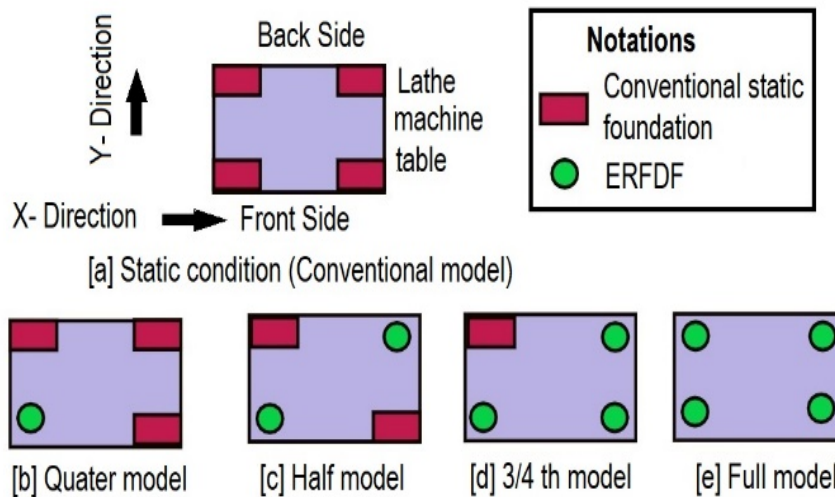 Y- Direction
Back Side
Lathe
machine
table
X- Direction
Front Side
Notations
Conventional static
foundation
ERFDF
[a] Static condition (Conventional model)
[b] Quater model
[c] Half model
[d] 3/4 th model
[e] Full model